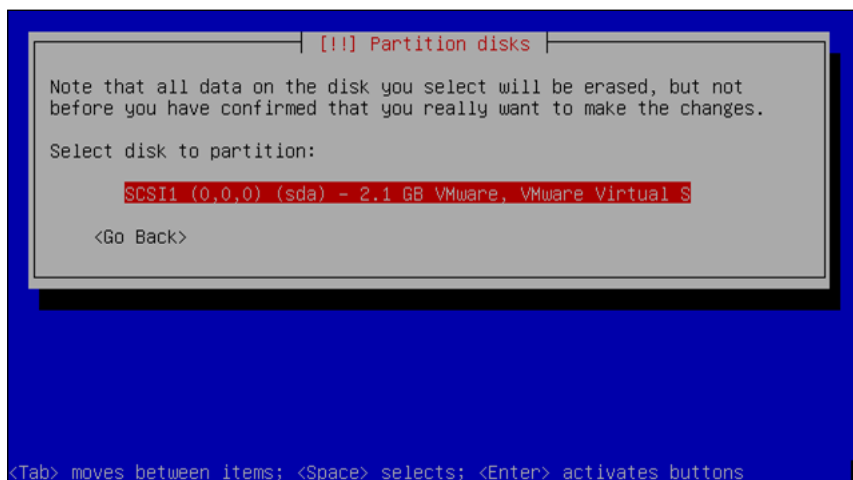 [!!] Partition disks
Note that all data on the disk you select will be erased, but not
before you have confirmed that you really want to make the changes.
Select disk to partition:
SCSI1 (0,0,0) (sda) - 2.1 GB VMware, VMware Virtual S
<Go Back>
<Tab> moves between items; <Space> selects; <Enter> activates buttons